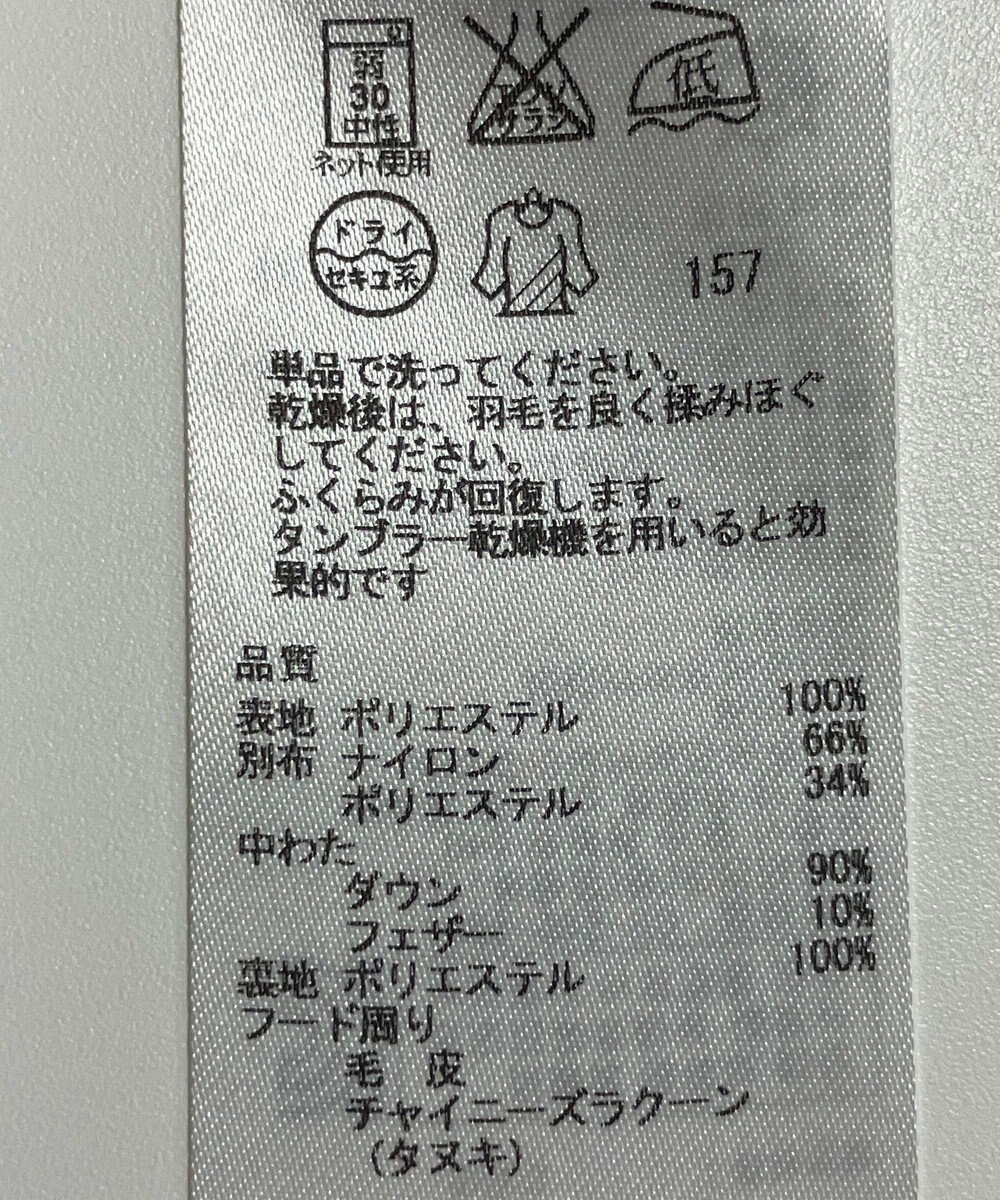 弱
30
中性
ネット使用
エンソ
サラシ
低
ドライ
セキユ系
157
単品で洗ってください。
乾燥後は、羽毛を良く揉みほぐ
してください。
ふくらみが回復します。
タンブラー乾燥機を用いると効
果的です
品質
表地 ポリエステル 100%
別布 ナイロン 66%
ポリエステル 34%
中わた
ダウン 90%
フェザー 10%
裏地 ポリエステル 100%
フード周り
毛 皮
チャイニーズラクーン
(タヌキ)